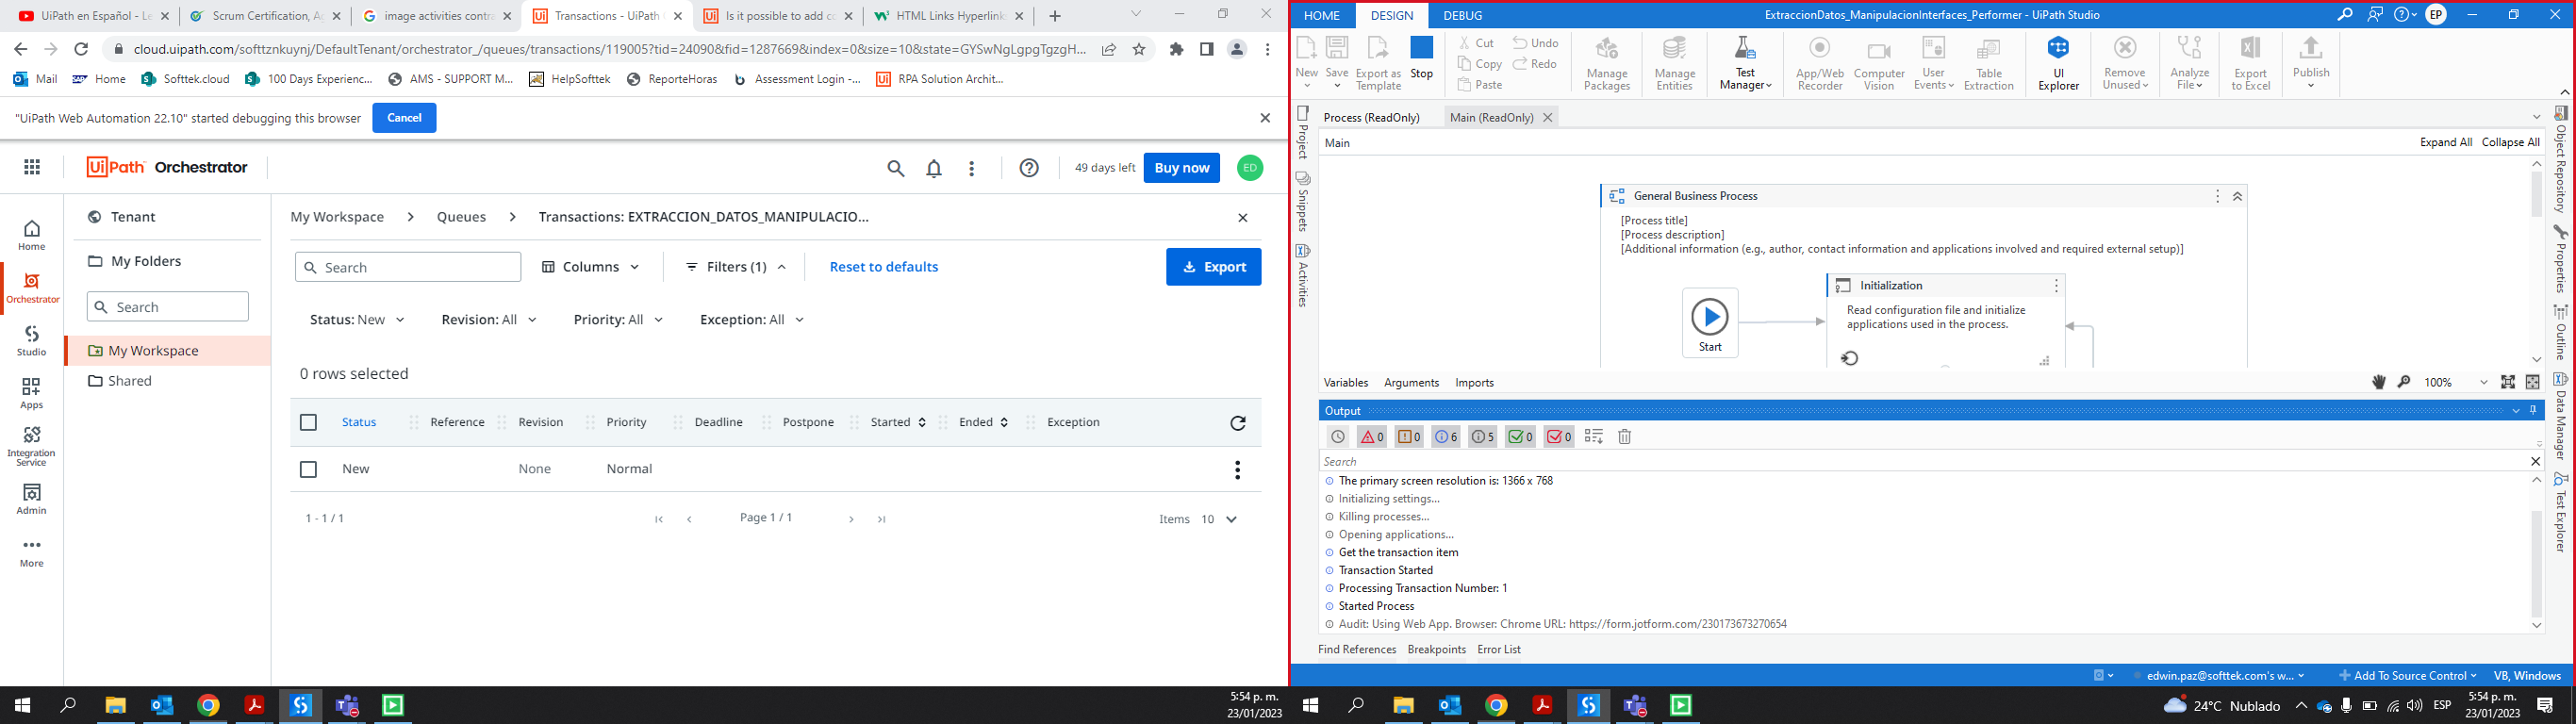 UiPath en Español - Le
Scrum Certification, Ag
image activities contra
Transactions - UiPath
Is it possible to add co
HTML Links Hyperlink
cloud.uipath.com/softtznkuynj/DefaultTenant/orchestrator_/queues/transactions/119005?tid=24090&fid=1287669&index=0&size=10&state=GYSwNgLgpgTgzgH...
Mail
Home
Softtek.cloud
100 Days Experienc...
AMS - SUPPORT M...
HelpSofttek
ReporteHoras
Assessment Login -...
RPA Solution Archit...
"UiPath Web Automation 22.10" started debugging this browser
Cancel
UiPath Orchestrator
49 days left
Buy now
ED
Home
Orchestrator
Studio
Apps
Integration Service
Admin
More
Tenant
My Folders
Search
My Workspace
Shared
My Workspace > Queues > Transactions: EXTRACCION_DATOS_MANIPULACIO...
Search
Columns
Filters (1)
Reset to defaults
Export
Status: New
Revision: All
Priority: All
Exception: All
0 rows selected
Status Reference Revision Priority Deadline Postpone Started Ended Exception
New None Normal
1 - 1 / 1
Page 1 / 1
Items 10
5:54 p. m.
23/01/2023
HOME
DESIGN
DEBUG
ExtraccionDatos_ManipulacionInterfaces_Performer - UiPath Studio
EP
New
Save
Export as Template
Stop
Cut
Copy
Paste
Undo
Redo
Manage Packages
Manage Entities
Test Manager
App/Web Recorder
Computer Vision
User Events
Table Extraction
UI Explorer
Remove Unused
Analyze File
Export to Excel
Publish
Project
Snippets
Activities
Process (ReadOnly)
Main (ReadOnly)
Main
Expand All
Collapse All
General Business Process
[Process title]
[Process description]
[Additional information (e.g., author, contact information and applications involved and required external setup)]
Start
Initialization
Read configuration file and initialize
applications used in the process.
Variables
Arguments
Imports
100%
Output
0
0
6
5
0
0
Search
The primary screen resolution is: 1366 x 768
Initializing settings...
Killing processes...
Opening applications...
Get the transaction item
Transaction Started
Processing Transaction Number: 1
Started Process
Audit: Using Web App. Browser: Chrome URL: https://form.jotform.com/230173673270654
Find References
Breakpoints
Error List
Object Repository
Properties
Outline
Data Manager
Test Explorer
edwin.paz@softtek.com's w...
Add To Source Control
VB, Windows
24°C Nublado
ESP
5:54 p. m.
23/01/2023